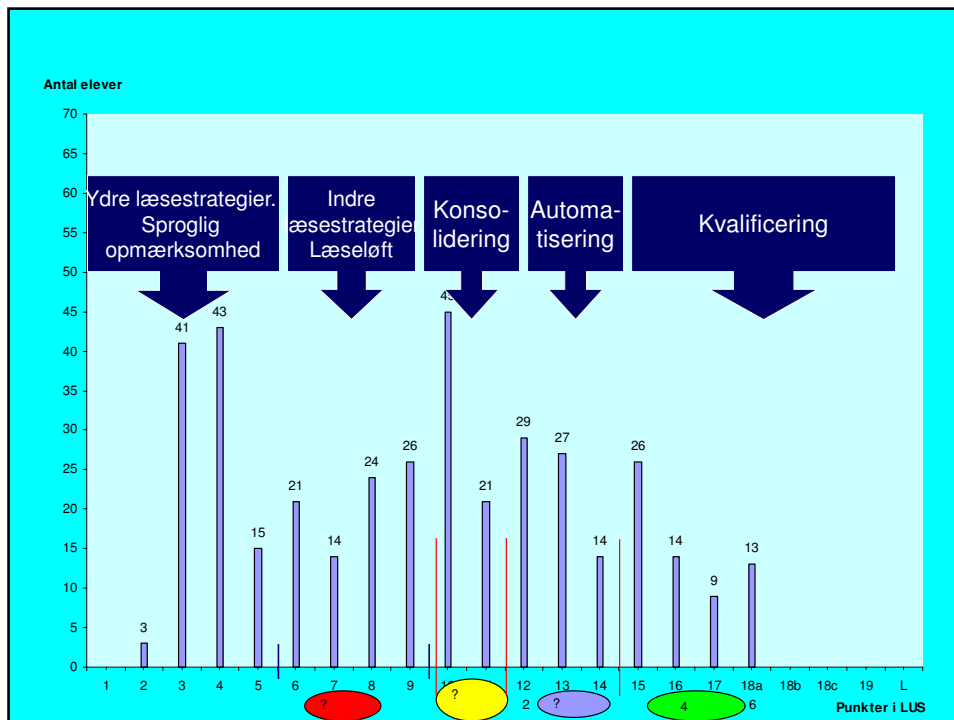 Antal elever
70
65
60
55
50
45
40
35
30
25
20
15
10
5
0
Ydre læsestrategier.
Sproglig
opmærksomhed
Indre
læsestrategier
Læseløft
Konso-
lidering
Automa-
tisering
Kvalificering
3
41
43
15
21
14
24
26
45
21
29
27
14
26
14
9
13
1 2 3 4 5 6 7 8 9 10 12 13 14 15 16 17 18a 18b 18c 19 L
? ? 2 ? 4 6
Punkter i LUS